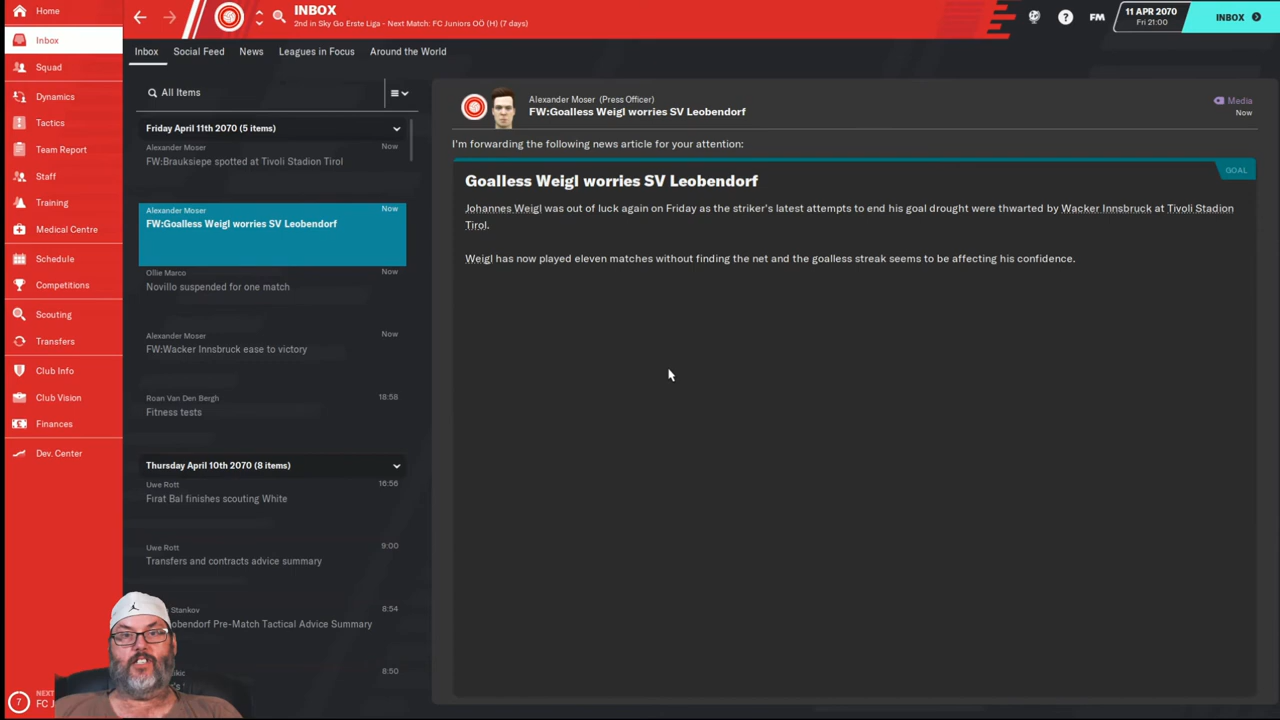 Home
Inbox
Squad
Dynamics
Tactics
Team Report
Staff
Training
Medical Centre
Schedule
Competitions
Scouting
Transfers
Club Info
Club Vision
Finances
Dev. Center
7
NEXT
FC J
INBOX
2nd in Sky Go Erste Liga - Next Match: FC Juniors OÖ (H) (7 days)
?
FM
11 APR 2070
Fri 21:00
INBOX
Inbox Social Feed News Leagues in Focus Around the World
All Items
Friday April 11th 2070 (5 items)
Alexander Moser Now
FW:Brauksiepe spotted at Tivoli Stadion Tirol
Alexander Moser Now
FW:Goalless Weigl worries SV Leobendorf
Ollie Marco Now
Novillo suspended for one match
Alexander Moser Now
FW:Wacker Innsbruck ease to victory
Roan Van Den Bergh 18:58
Fitness tests
Thursday April 10th 2070 (8 items)
Uwe Rott 16:56
Firat Bal finishes scouting White
Uwe Rott 9:00
Transfers and contracts advice summary
Stankov 8:54
obendorf Pre-Match Tactical Advice Summary
8:50
Alexander Moser (Press Officer)
FW:Goalless Weigl worries SV Leobendorf
Media
Now
I'm forwarding the following news article for your attention:
GOAL
Goalless Weigl worries SV Leobendorf
Johannes Weigl was out of luck again on Friday as the striker's latest attempts to end his goal drought were thwarted by Wacker Innsbruck at Tivoli Stadion
Tirol.
Weigl has now played eleven matches without finding the net and the goalless streak seems to be affecting his confidence.